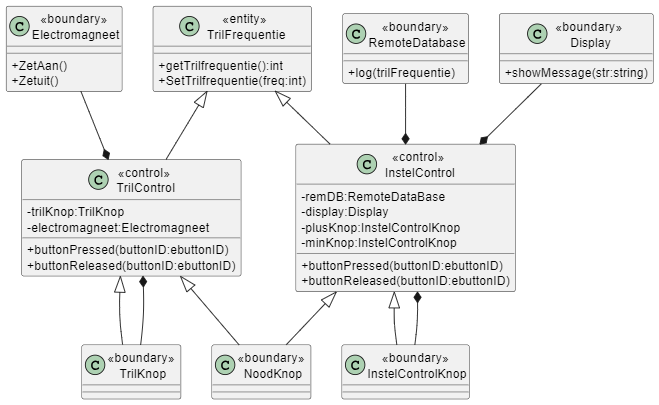 C «boundary»
Electromagneet
+ZetAan()
+Zetuit()
C «entity»
TrilFrequentie
+getTrilfrequentie():int
+SetTrilfrequentie(freq:int)
C «boundary»
RemoteDatabase
+log(trilFrequentie)
C «boundary»
Display
+showMessage(str:string)
C «control»
TrilControl
-trilKnop:TrilKnop
-electromagneet:Electromagneet
+buttonPressed(buttonID:ebuttonID)
+buttonReleased(buttonID:ebuttonID)
C «control»
InstelControl
-remDB:RemoteDataBase
-display:Display
-plusKnop:InstelControlKnop
-minKnop:InstelControlKnop
+buttonPressed(buttonID:ebuttonID)
+buttonReleased(buttonID:ebuttonID)
C «boundary»
TrilKnop
C «boundary»
NoodKnop
C «boundary»
InstelControlKnop